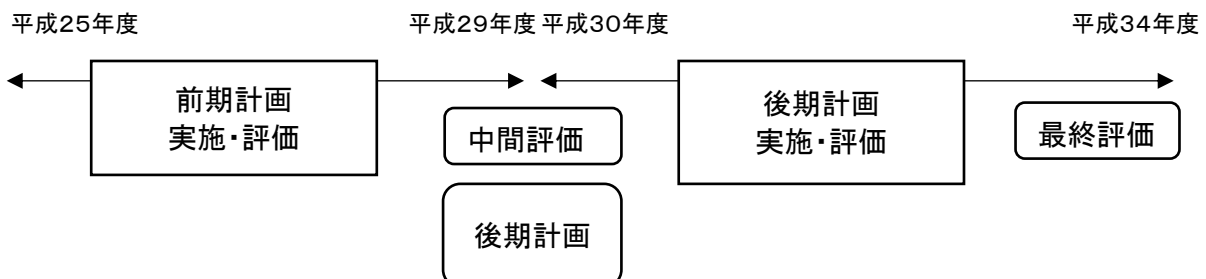 平成25年度
平成29年度
平成30年度
平成34年度
前期計画
実施・評価
中間評価
後期計画
後期計画
実施・評価
最終評価